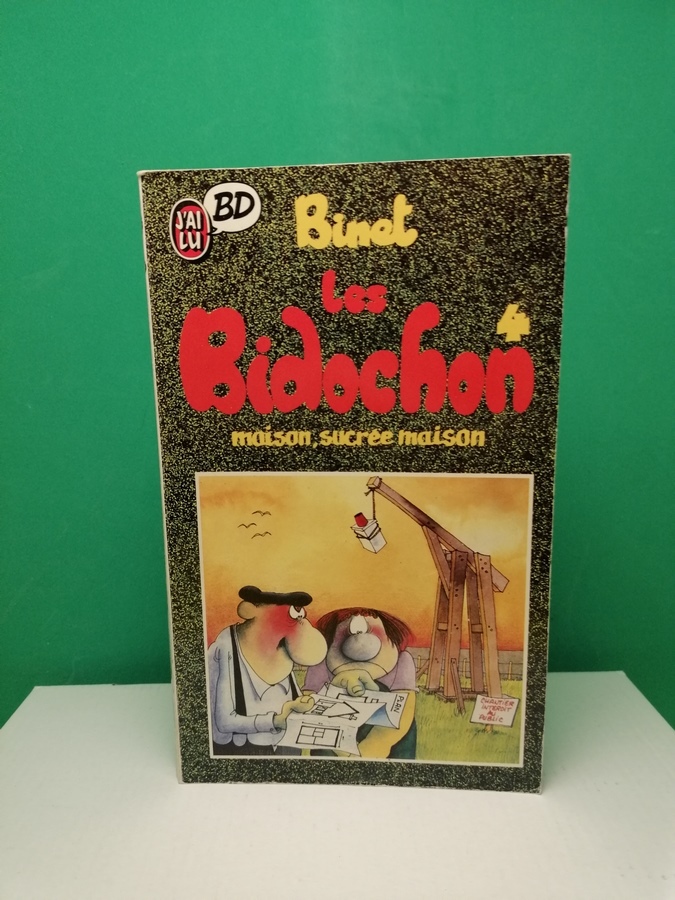 J'AI
LU
BD
Binet
Les
Bidochon
4
maison, sucrée maison
PLAN
CHANTIER
INTERDIT
AU
PUBLIC